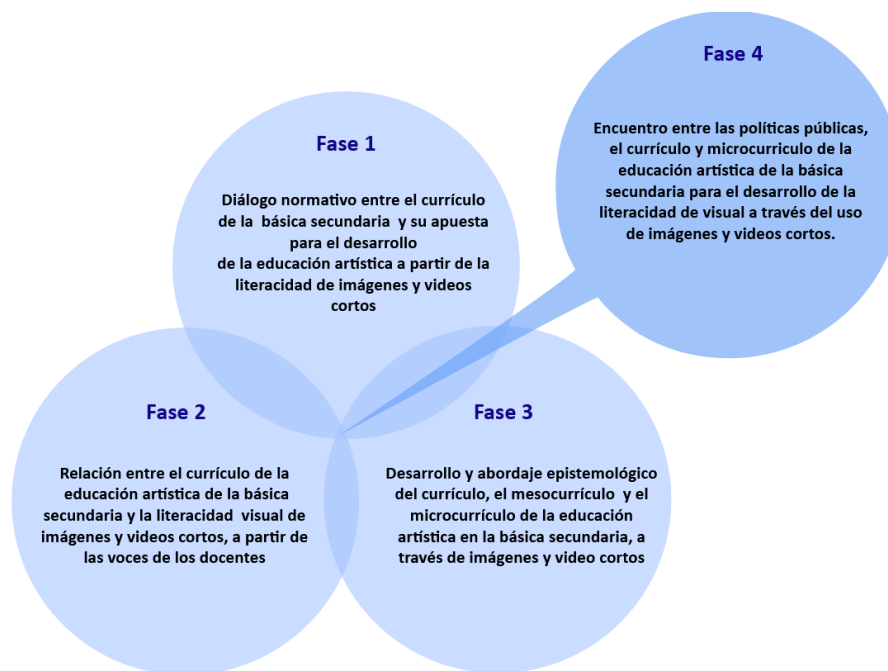 Fase 4
Encuentro entre las políticas públicas,
el currículo y microcurriculo de la
educación artística de la básica
secundaria para el desarrollo de la
literacidad de visual a través del uso
de imágenes y videos cortos.
Fase 1
Diálogo normativo entre el currículo
de la básica secundaria y su apuesta
para el desarrollo
de la educación artística a partir de la
literacidad de imágenes y videos
cortos
Fase 2
Relación entre el currículo de la
educación artística de la básica
secundaria y la literacidad visual de
imágenes y videos cortos, a partir de
las voces de los docentes
Fase 3
Desarrollo y abordaje epistemológico
del currículo, el mesocurrículo y el
microcurrículo de la educación
artística en la básica secundaria, a
través de imágenes y video cortos